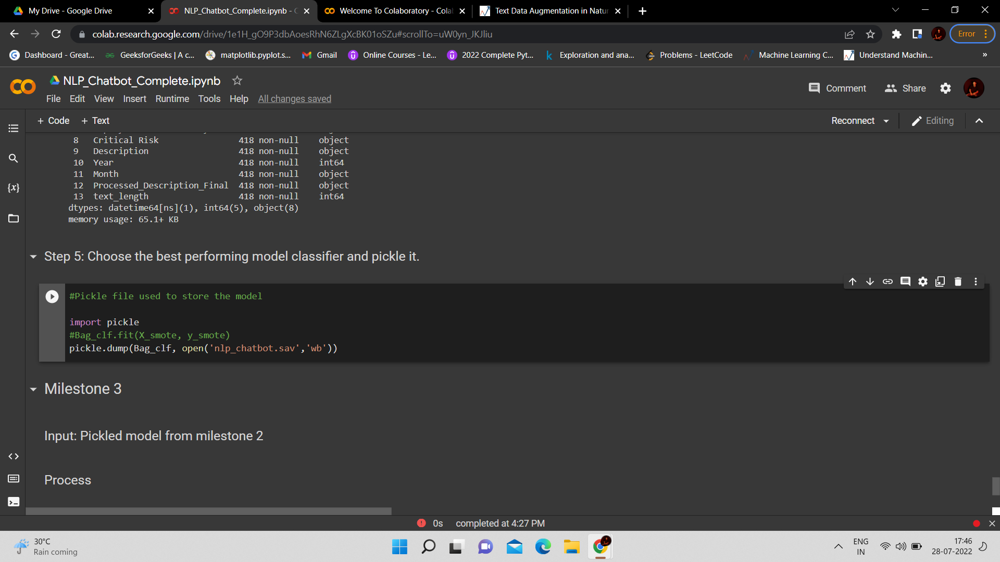 My Drive - Google Drive
NLP_Chatbot_Complete.ipynb - C
Welcome To Colaboratory - Cola
Text Data Augmentation in Natur
colab.research.google.com/drive/1e1H_gO9P3dbAoesRhN6ZLgXcBK01oSZu#scrollTo=uW0yn_JKJliu
Error
Dashboard - Great...
GeeksforGeeks | A c...
matplotlib.pyplot.s...
Gmail
Online Courses - Le...
2022 Complete Pyt...
Exploration and ana...
Problems - LeetCode
Machine Learning C...
Understand Machin...
»
NLP_Chatbot_Complete.ipynb
File Edit View Insert Runtime Tools Help All changes saved
Comment
Share
+ Code + Text
Reconnect
Editing
8 Critical Risk 418 non-null object
9 Description 418 non-null object
10 Year 418 non-null int64
11 Month 418 non-null object
12 Processed_Description_Final 418 non-null object
13 text_length 418 non-null int64
dtypes: datetime64[ns](1), int64(5), object(8)
memory usage: 65.1+ KB
Step 5: Choose the best performing model classifier and pickle it.
#Pickle file used to store the model
import pickle
#Bag_clf.fit(X_smote, y_smote)
pickle.dump(Bag_clf, open('nlp_chatbot.sav','wb'))
Milestone 3
Input: Pickled model from milestone 2
Process
0s completed at 4:27 PM
30°C
Rain coming
ENG
IN
17:46
28-07-2022